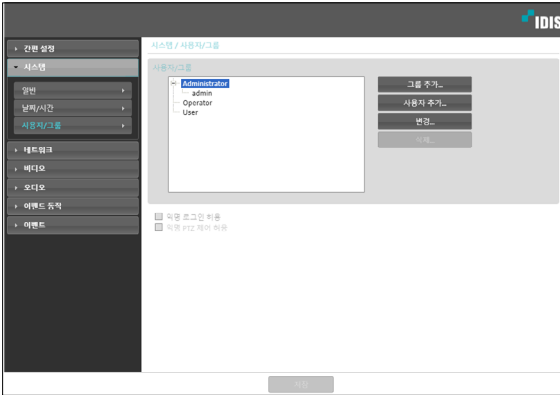 IDIS
간편 설정
시스템 / 사용자/그룹
시스템
사용자/그룹
Administrator
admin
Operator
User
그룹 추가...
사용자 추가...
변경...
삭제...
일반
날짜/시간
사용자/그룹
네트워크
비디오
오디오
이벤트 동작
이벤트
익명 로그인 허용
익명 PTZ 제어 허용
저장